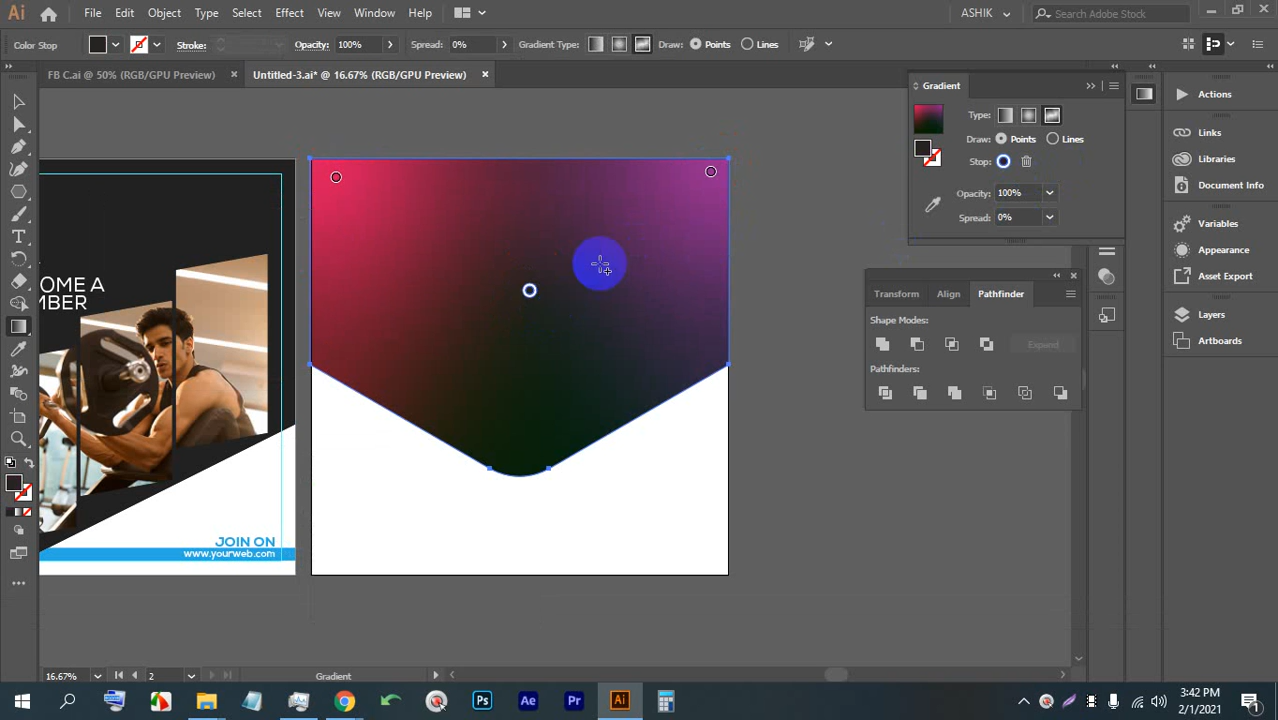 Ai File Edit Object Type Select Effect View Window Help ASHIK Search Adobe Stock
Color Stop Stroke: Opacity: 100% Spread: 0% Gradient Type: Draw: Points Lines
FB C.ai @ 50% (RGB/GPU Preview) × Untitled-3.ai* @ 16.67% (RGB/GPU Preview) ×
Gradient
Type:
Draw: Points Lines
Stop:
Opacity: 100%
Spread: 0%
Actions
Links
Libraries
Document Info
Variables
Appearance
Asset Export
Layers
Artboards
Transform Align Pathfinder
Shape Modes:
Expand
Pathfinders:
OME A
MBER
JOIN ON
www.yourweb.com
16.67% 2 Gradient
Ps Ae Pr Ai
3:42 PM
2/1/2021